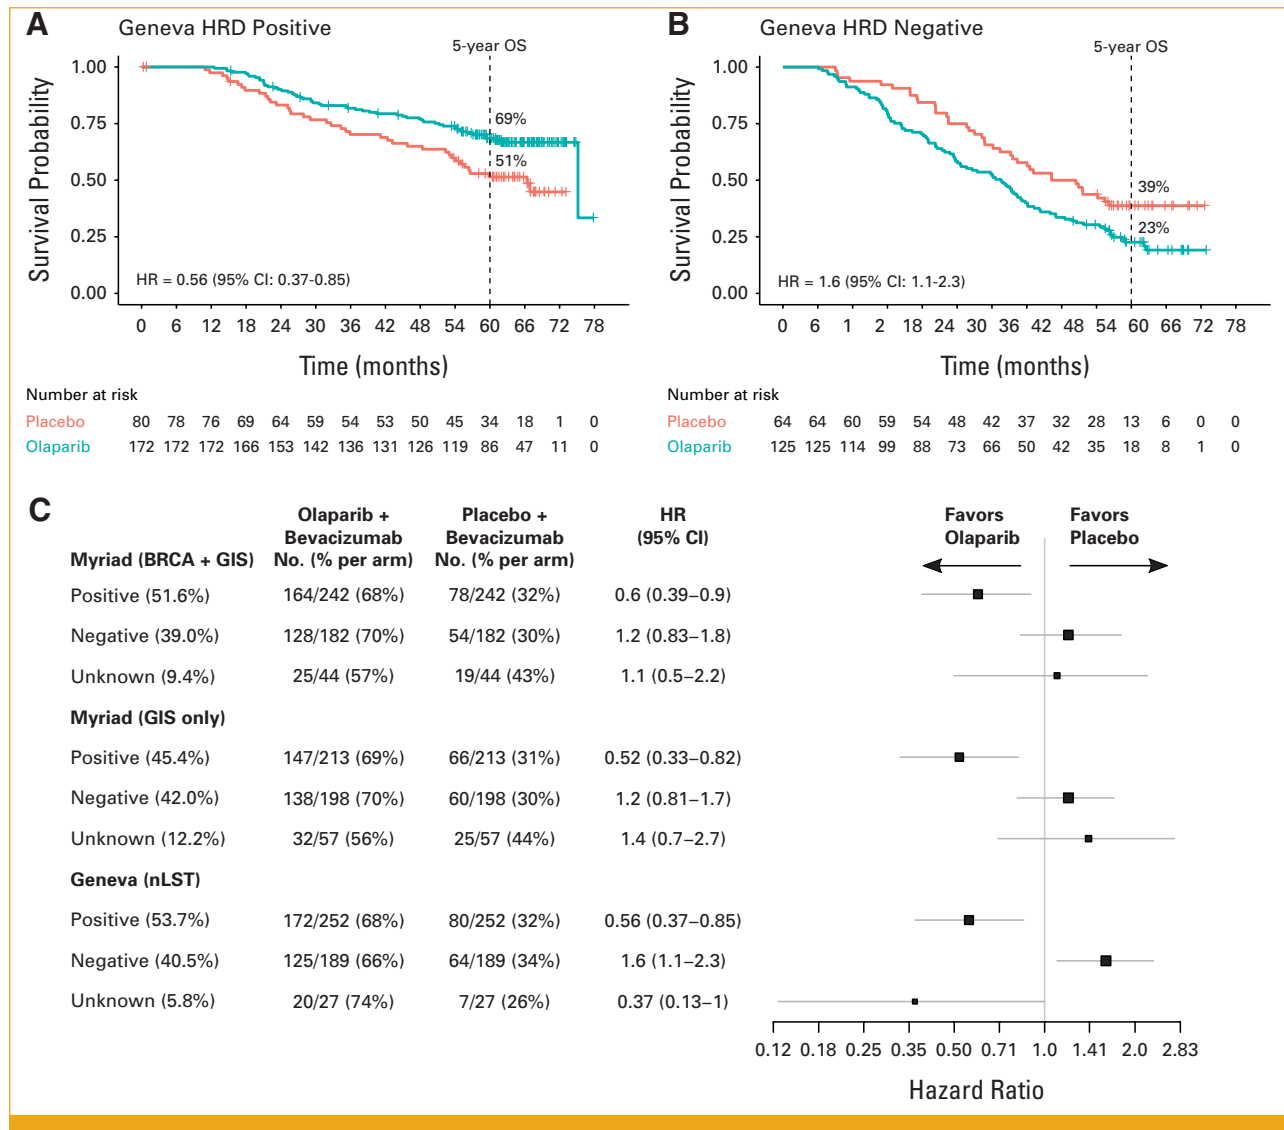 A
Geneva HRD Positive
5-year OS
Survival Probability
1.00
0.75
0.50
0.25
0.00
69%
51%
HR = 0.56 (95% CI: 0.37-0.85)
0 6 12 18 24 30 36 42 48 54 60 66 72 78
Time (months)
Number at risk
Placebo 80 78 76 69 64 59 54 53 50 45 34 18 1 0
Olaparib 172 172 172 166 153 142 136 131 126 119 86 47 11 0
B
Geneva HRD Negative
5-year OS
Survival Probability
1.00
0.75
0.50
0.25
0.00
39%
23%
HR = 1.6 (95% CI: 1.1-2.3)
0 6 1 2 18 24 30 36 42 48 54 60 66 72 78
Time (months)
Number at risk
Placebo 64 64 60 59 54 48 42 37 32 28 13 6 0 0
Olaparib 125 125 114 99 88 73 66 50 42 35 18 8 1 0
C
Olaparib + Placebo + HR Favors Favors
Bevacizumab Bevacizumab (95% CI) Olaparib Placebo
Myriad (BRCA + GIS) No. (% per arm) No. (% per arm)
Positive (51.6%) 164/242 (68%) 78/242 (32%) 0.6 (0.39–0.9)
Negative (39.0%) 128/182 (70%) 54/182 (30%) 1.2 (0.83–1.8)
Unknown (9.4%) 25/44 (57%) 19/44 (43%) 1.1 (0.5–2.2)
Myriad (GIS only)
Positive (45.4%) 147/213 (69%) 66/213 (31%) 0.52 (0.33–0.82)
Negative (42.0%) 138/198 (70%) 60/198 (30%) 1.2 (0.81–1.7)
Unknown (12.2%) 32/57 (56%) 25/57 (44%) 1.4 (0.7–2.7)
Geneva (nLST)
Positive (53.7%) 172/252 (68%) 80/252 (32%) 0.56 (0.37–0.85)
Negative (40.5%) 125/189 (66%) 64/189 (34%) 1.6 (1.1–2.3)
Unknown (5.8%) 20/27 (74%) 7/27 (26%) 0.37 (0.13–1)
0.12 0.18 0.25 0.35 0.50 0.71 1.0 1.41 2.0 2.83
Hazard Ratio